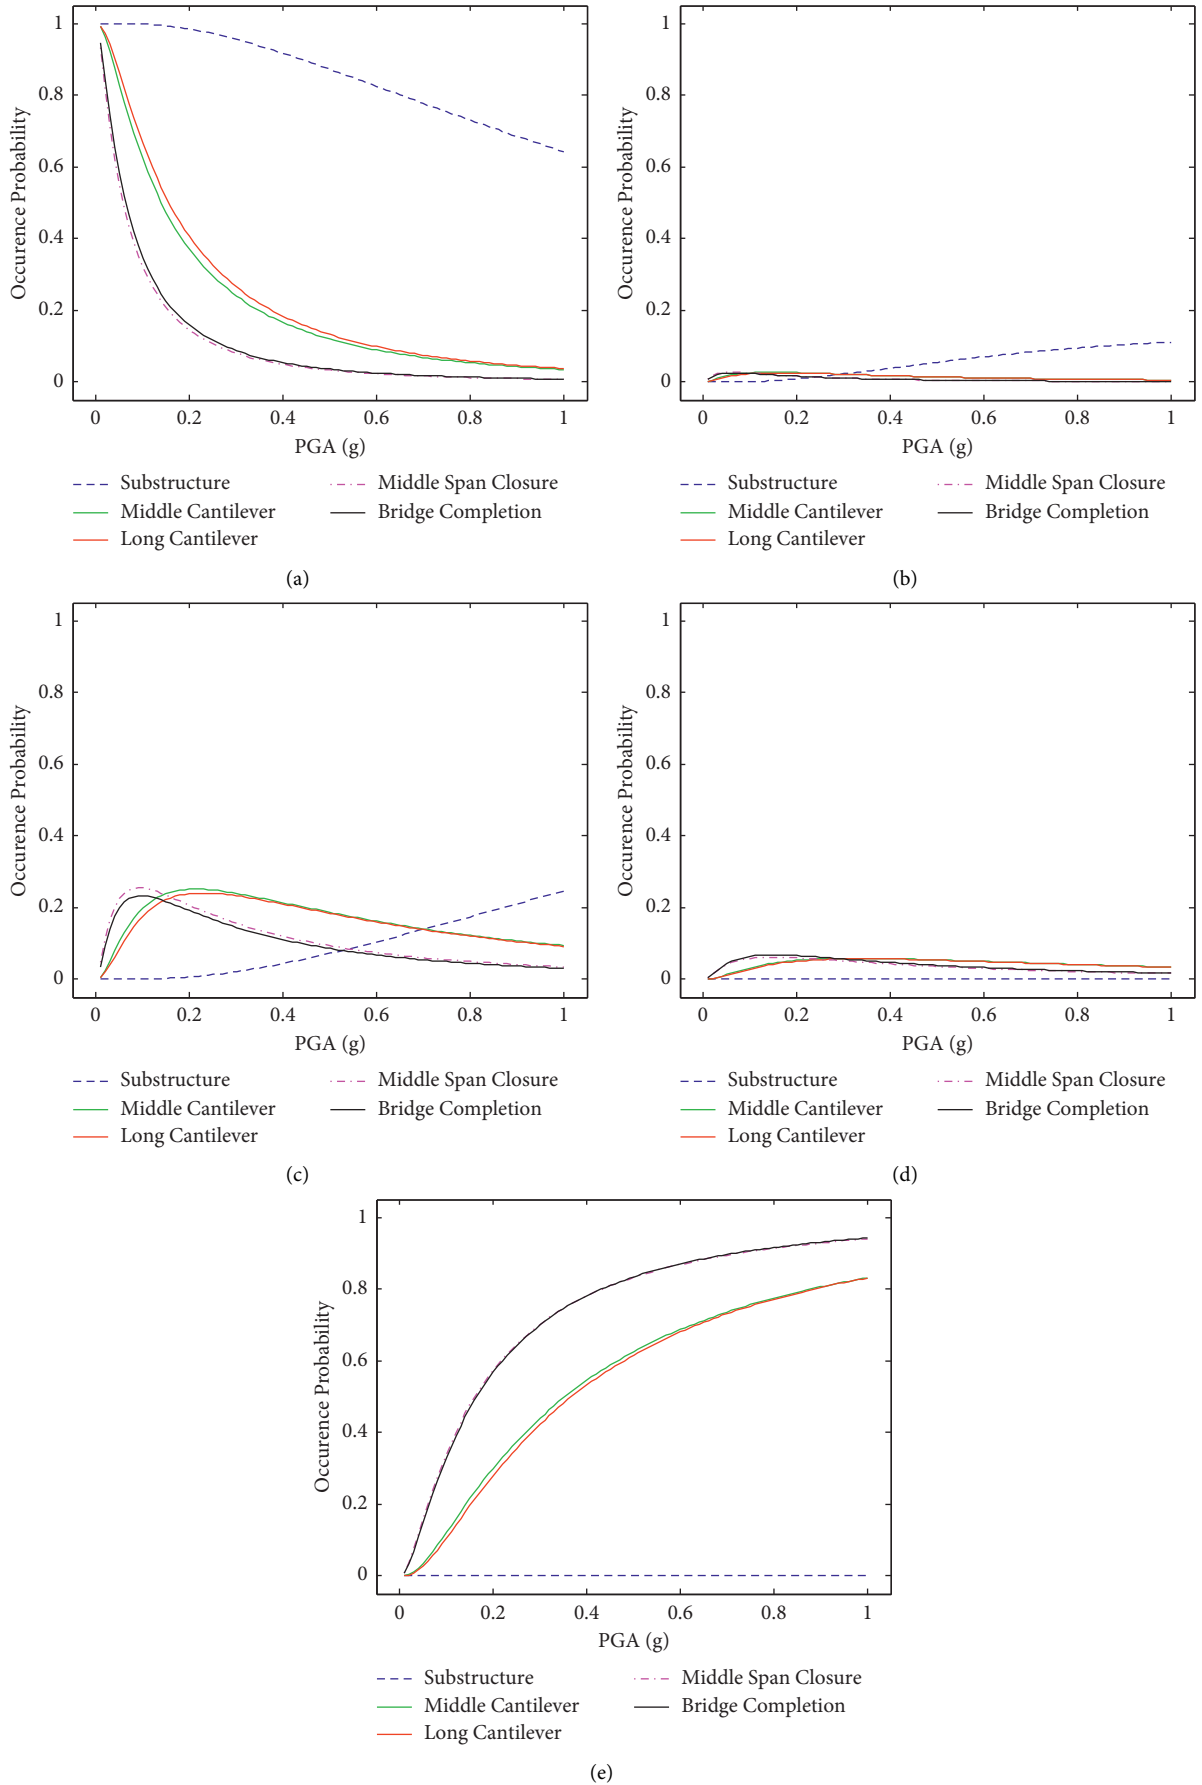 1
0.8
0.6
0.4
0.2
0
Occurence Probability
0 0.2 0.4 0.6 0.8 1
PGA (g)
Substructure
Middle Cantilever
Long Cantilever
Middle Span Closure
Bridge Completion
(a)
1
0.8
0.6
0.4
0.2
0
Occurence Probability
0 0.2 0.4 0.6 0.8 1
PGA (g)
Substructure
Middle Cantilever
Long Cantilever
Middle Span Closure
Bridge Completion
(b)
1
0.8
0.6
0.4
0.2
0
Occurence Probability
0 0.2 0.4 0.6 0.8 1
PGA (g)
Substructure
Middle Cantilever
Long Cantilever
Middle Span Closure
Bridge Completion
(c)
1
0.8
0.6
0.4
0.2
0
Occurence Probability
0 0.2 0.4 0.6 0.8 1
PGA (g)
Substructure
Middle Cantilever
Long Cantilever
Middle Span Closure
Bridge Completion
(d)
1
0.8
0.6
0.4
0.2
0
Occurence Probability
0 0.2 0.4 0.6 0.8 1
PGA (g)
Substructure
Middle Cantilever
Long Cantilever
Middle Span Closure
Bridge Completion
(e)